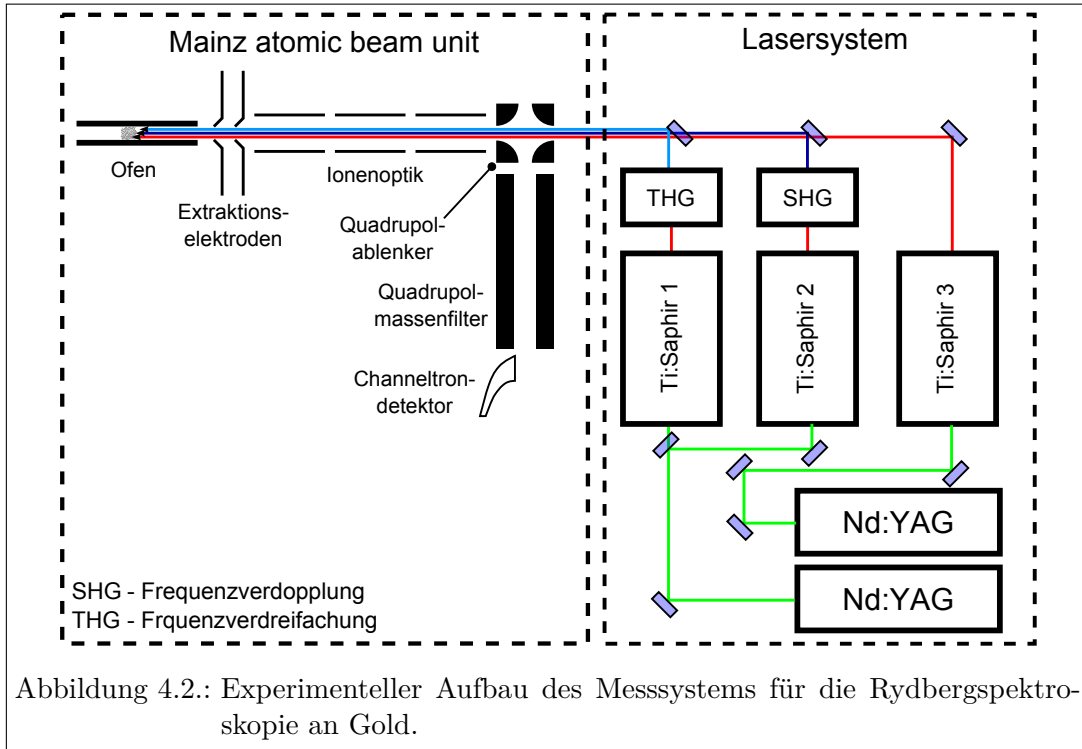 Mainz atomic beam unit
Lasersystem
Ofen
Extraktions-
elektroden
Ionenoptik
Quadrupol-
ablenker
Quadrupol-
massenfilter
Channeltron-
detektor
THG
SHG
Ti:Saphir 1
Ti:Saphir 2
Ti:Saphir 3
Nd:YAG
Nd:YAG
SHG - Frequenzverdopplung
THG - Frquenzverdreifachung
Abbildung 4.2.: Experimenteller Aufbau des Messsystems für die Rydbergspektro-
skopie an Gold.